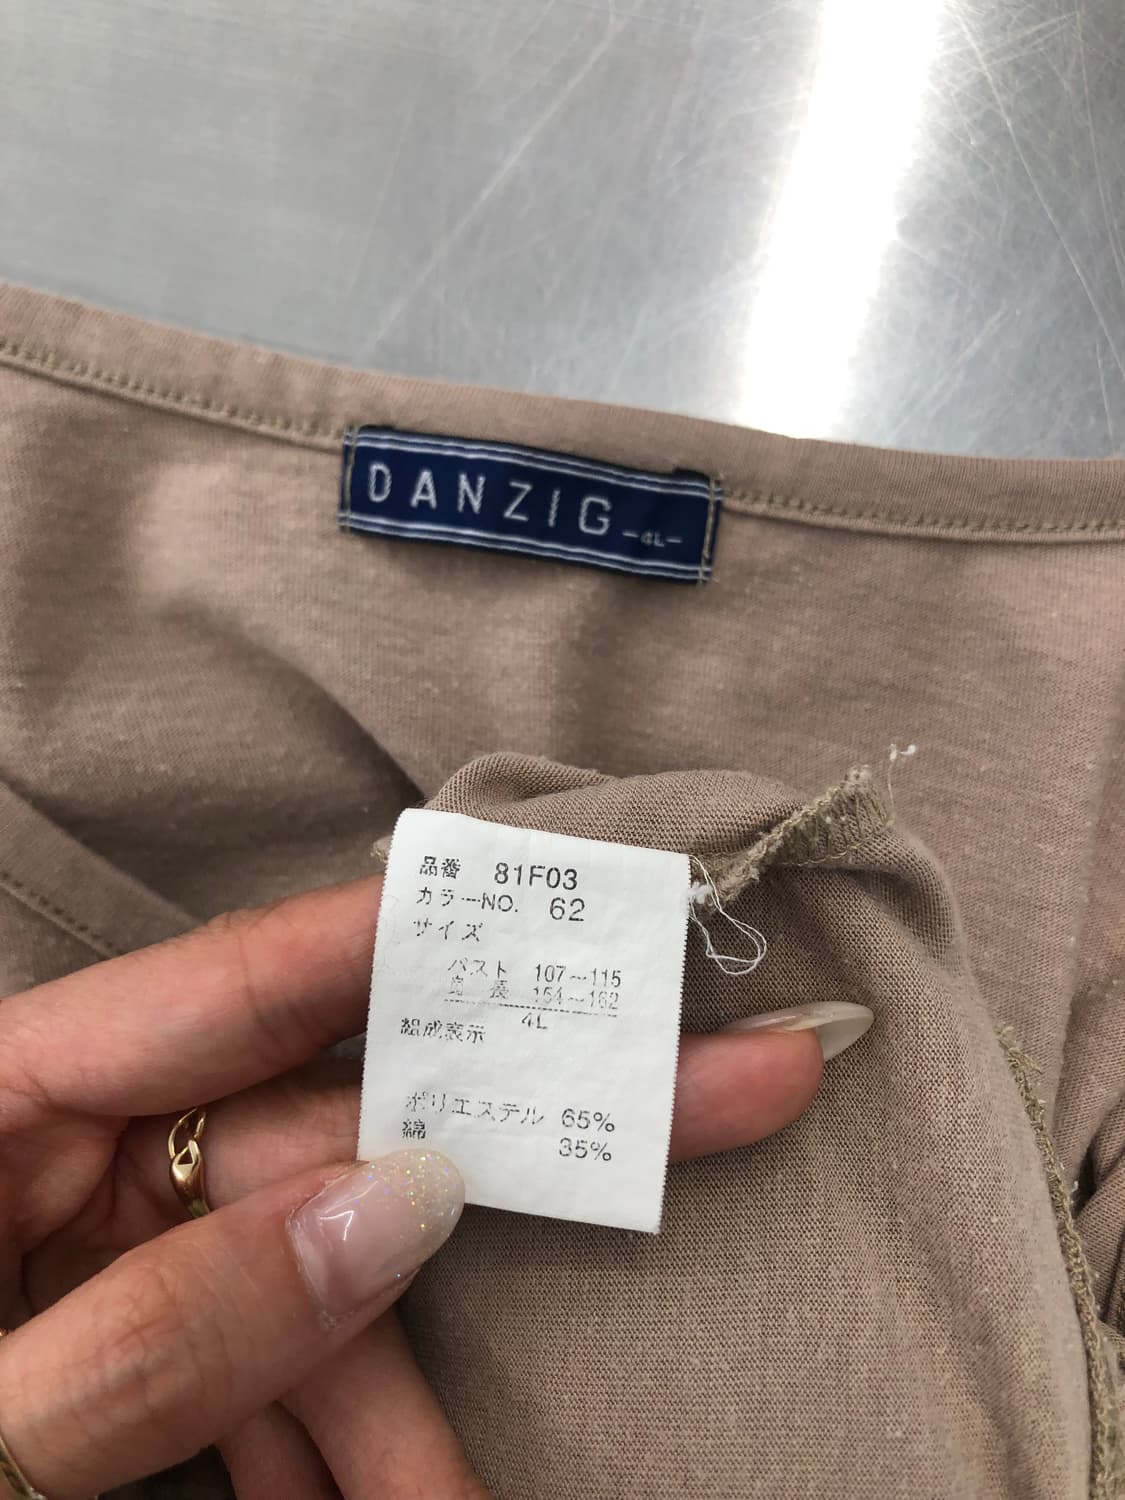 DANZIG -4L-
品番 81F03
カラーNO. 62
サイズ
バスト 107〜115
身長 154〜162
4L
組成表示
ポリエステル 65%
綿 35%